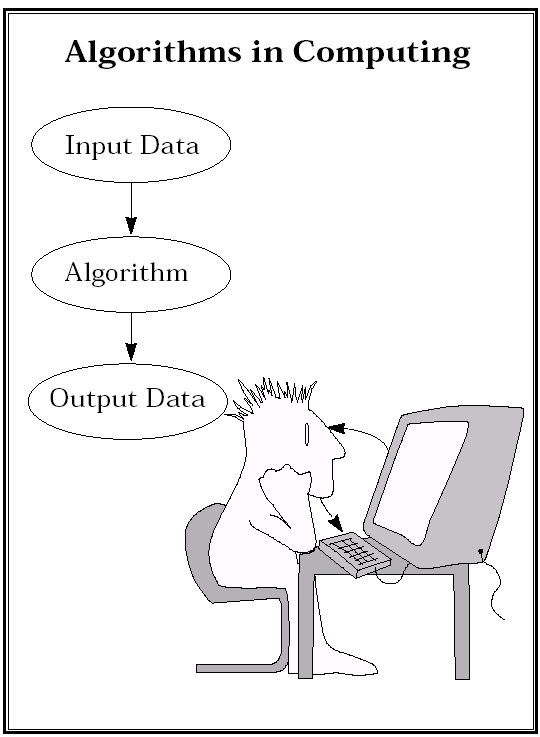 Algorithms in Computing
Input Data
Algorithm
Output Data